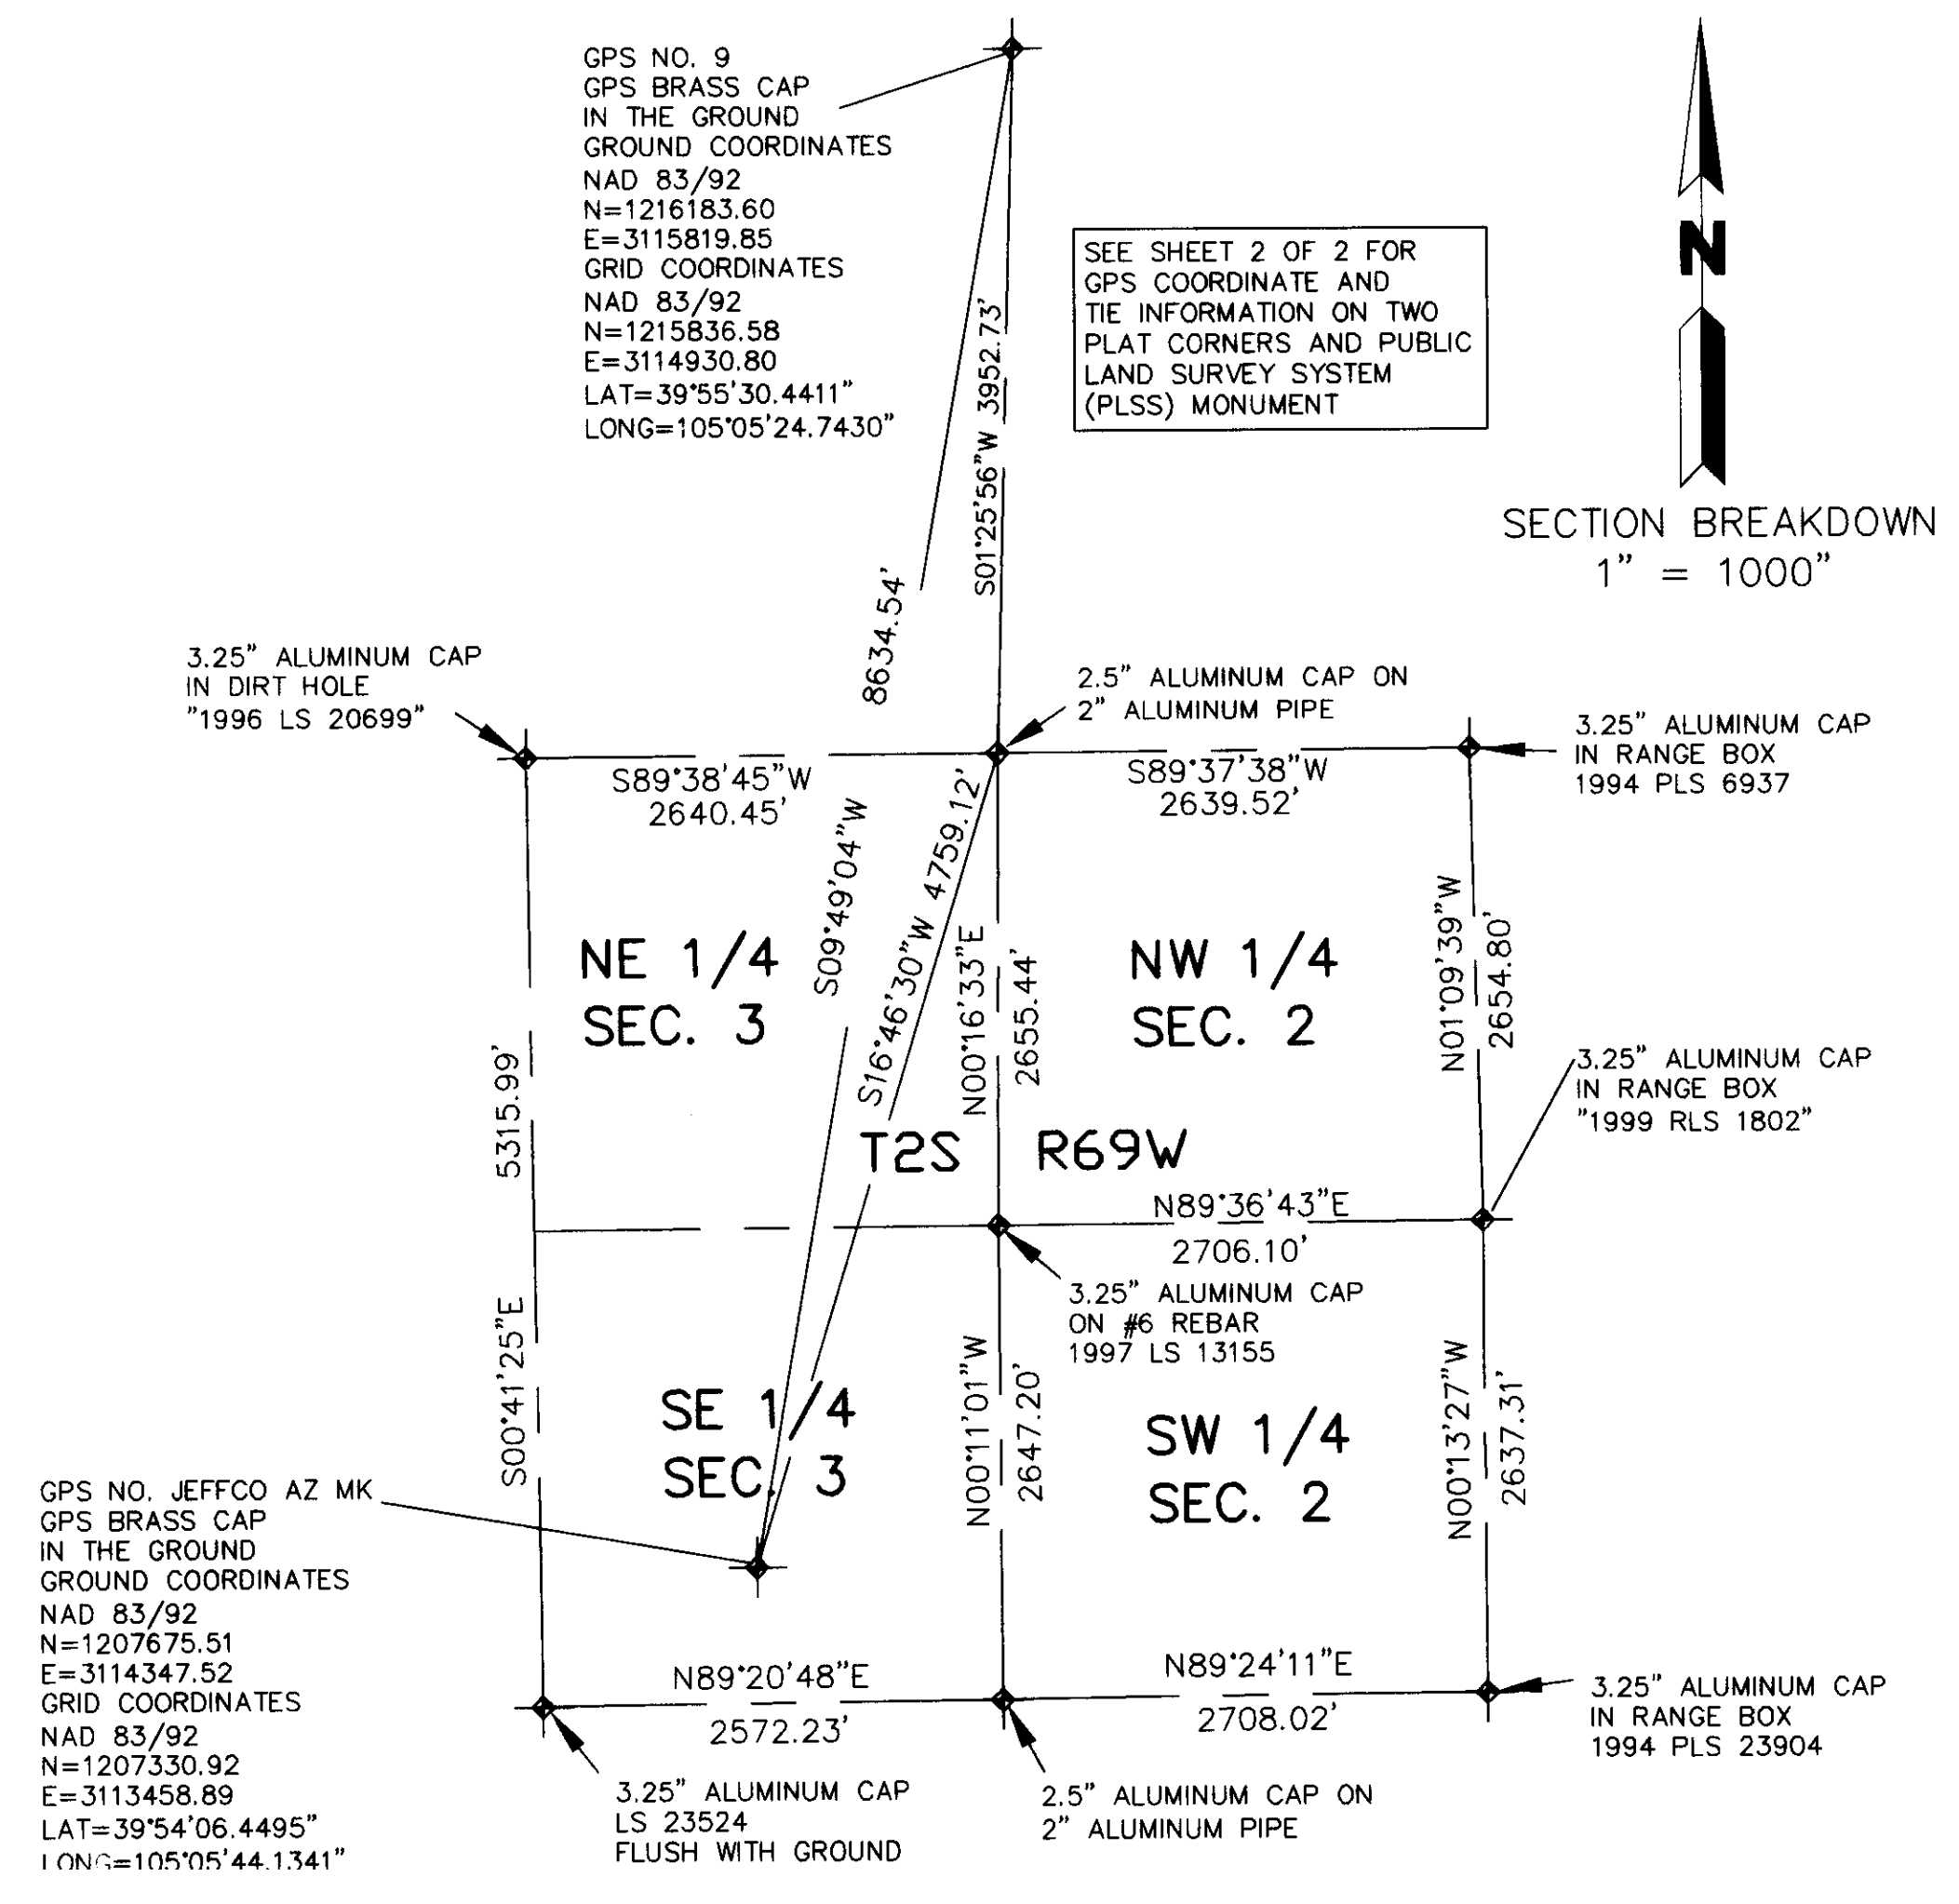 GPS NO. 9
GPS BRASS CAP
IN THE GROUND
GROUND COORDINATES
NAD 83/92
N=1216183.60
E=3115819.85
GRID COORDINATES
NAD 83/92
N=1215836.58
E=3114930.80
LAT=39°55'30.4411"
LONG=105°05'24.7430"
SEE SHEET 2 OF 2 FOR
GPS COORDINATE AND
TIE INFORMATION ON TWO
PLAT CORNERS AND PUBLIC
LAND SURVEY SYSTEM
(PLSS) MONUMENT
N
SECTION BREAKDOWN
1" = 1000"
S01°25'56"W 3952.73'
8634.54'
S09°49'04"W
3.25" ALUMINUM CAP
IN DIRT HOLE
"1996 LS 20699"
2.5" ALUMINUM CAP ON
2" ALUMINUM PIPE
3.25" ALUMINUM CAP
IN RANGE BOX
1994 PLS 6937
S89°38'45"W
2640.45'
S89°37'38"W
2639.52'
S16°46'30"W 4759.12'
NE 1/4
SEC. 3
NW 1/4
SEC. 2
N00°16'33"E
2655.44'
N01°09'39"W
2654.80'
3.25" ALUMINUM CAP
IN RANGE BOX
"1999 RLS 1802"
5315.99'
S00°41'25"E
T2S R69W
N89°36'43"E
2706.10'
3.25" ALUMINUM CAP
ON #6 REBAR
1997 LS 13155
SE 1/4
SEC. 3
SW 1/4
SEC. 2
N00°11'01"W
2647.20'
N00°13'27"W
2637.31'
GPS NO. JEFFCO AZ MK
GPS BRASS CAP
IN THE GROUND
GROUND COORDINATES
NAD 83/92
N=1207675.51
E=3114347.52
GRID COORDINATES
NAD 83/92
N=1207330.92
E=3113458.89
LAT=39°54'06.4495"
LONG=105°05'44.1341"
N89°20'48"E
2572.23'
N89°24'11"E
2708.02'
3.25" ALUMINUM CAP
LS 23524
FLUSH WITH GROUND
2.5" ALUMINUM CAP ON
2" ALUMINUM PIPE
3.25" ALUMINUM CAP
IN RANGE BOX
1994 PLS 23904